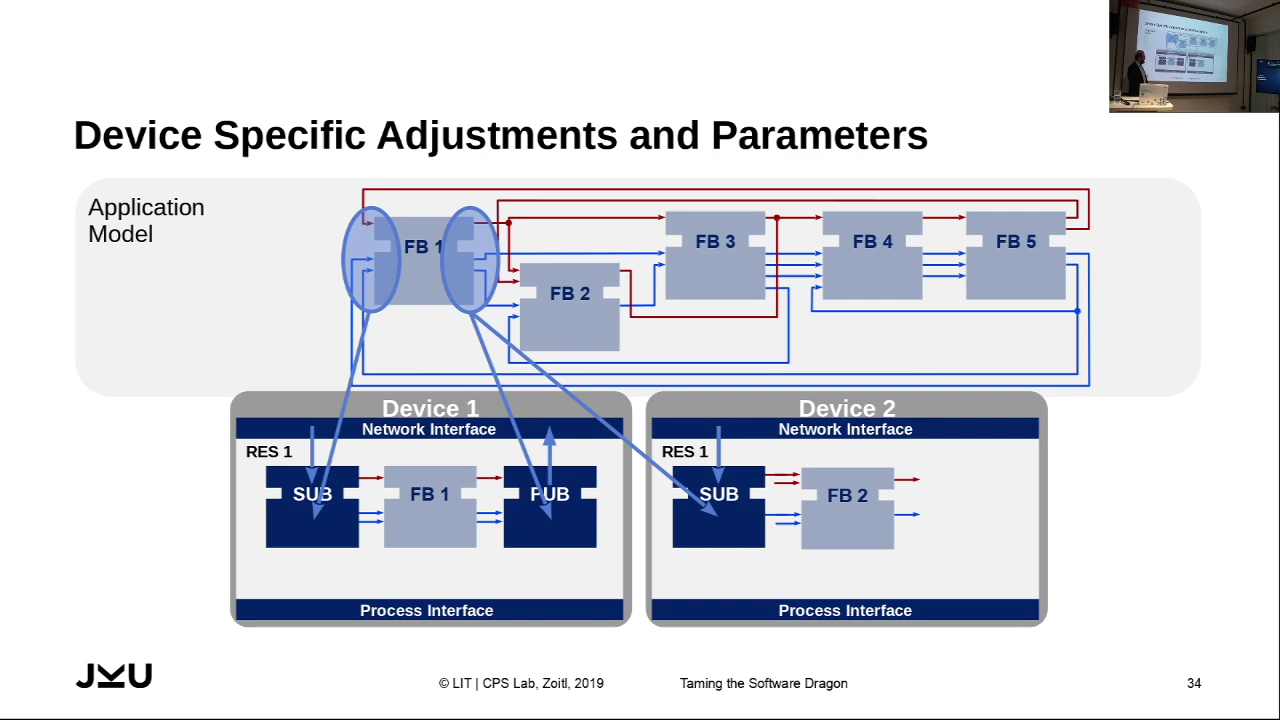 Device Specific Adjustments and Parameters
Application
Model
FB 1
FB 2
FB 3
FB 4
FB 5
Device 1
Network Interface
RES 1
SUB
FB 1
PUB
Process Interface
Device 2
Network Interface
RES 1
SUB
FB 2
Process Interface
JKU
© LIT | CPS Lab, Zoitl, 2019
Taming the Software Dragon
34